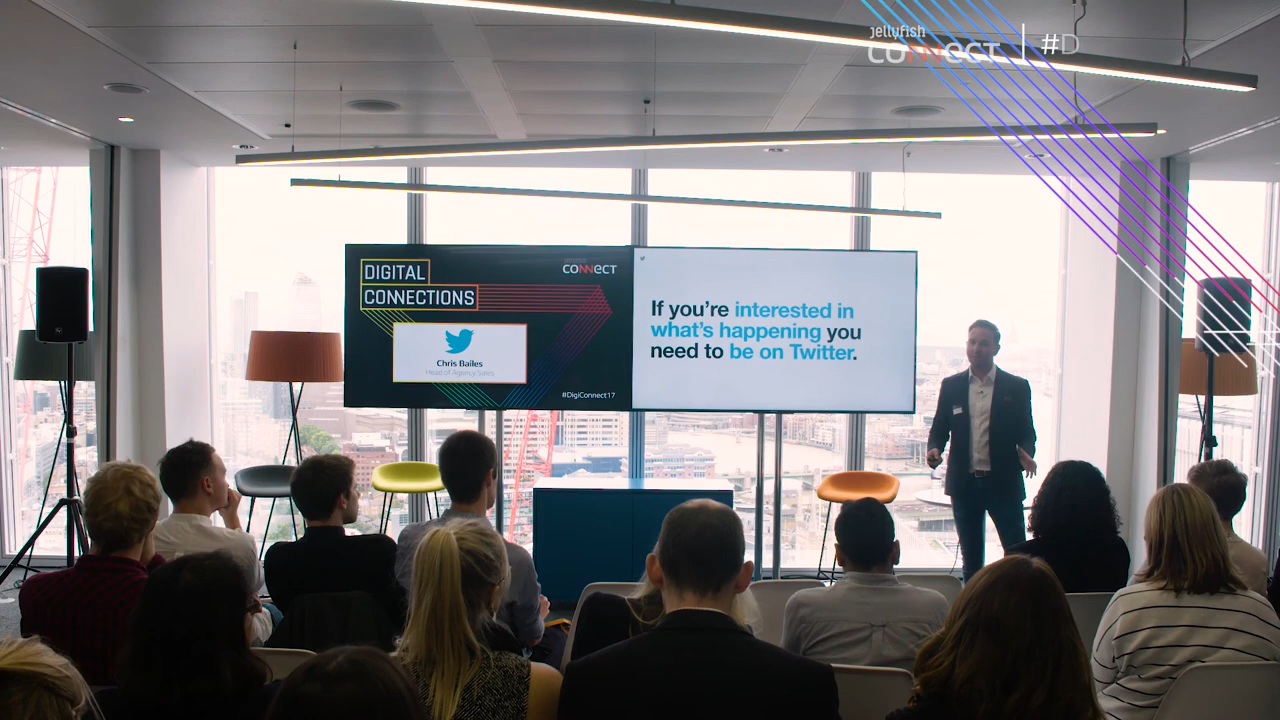 jellyfish
CONNECT
#D
DIGITAL
CONNECTIONS
CONNECT
Chris Bailes
Head of Agency Sales
#DigiConnect17
If you're interested in
what's happening you
need to be on Twitter.